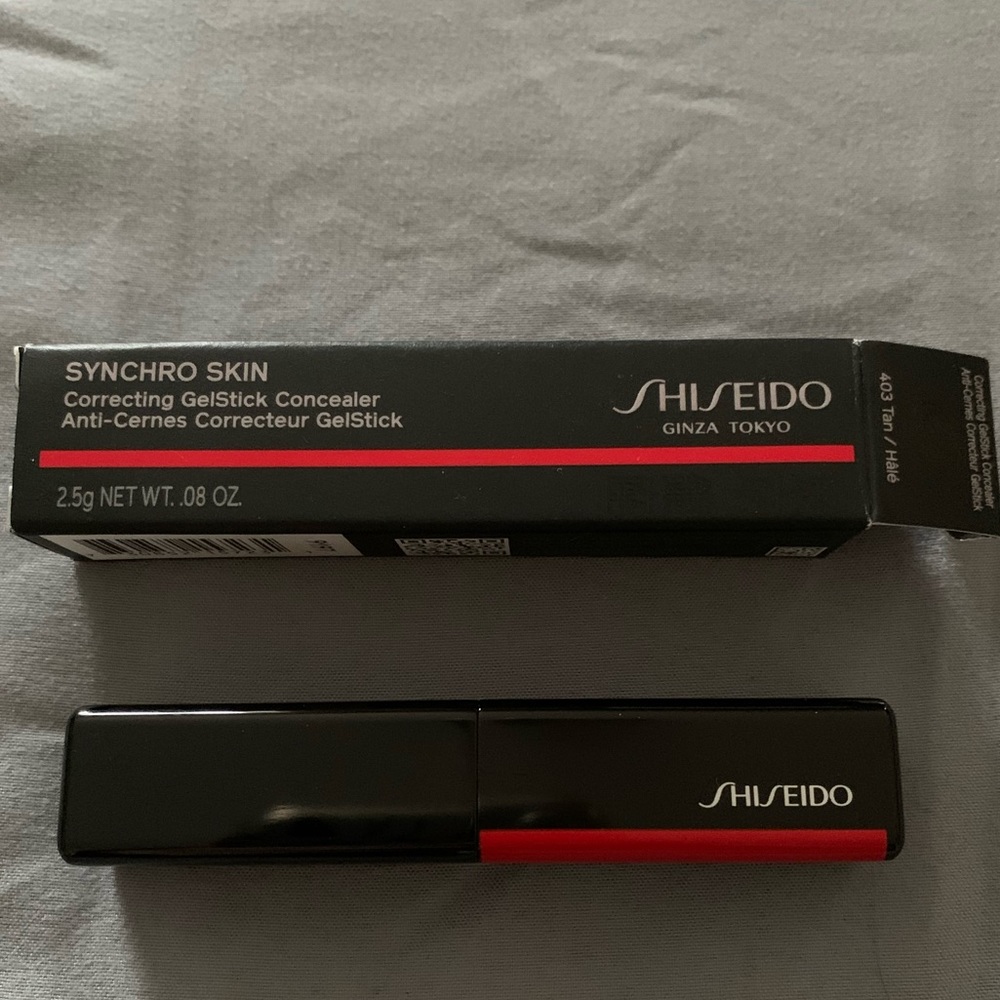 SYNCHRO SKIN
Correcting GelStick Concealer
Anti-Cernes Correcteur GelStick
SHISEIDO
GINZA TOKYO
2.5g NET WT. .08 OZ.
403 Tan / Hâlé
Correcting GelStick Concealer
Anti-Cernes Correcteur GelStick
SHISEIDO